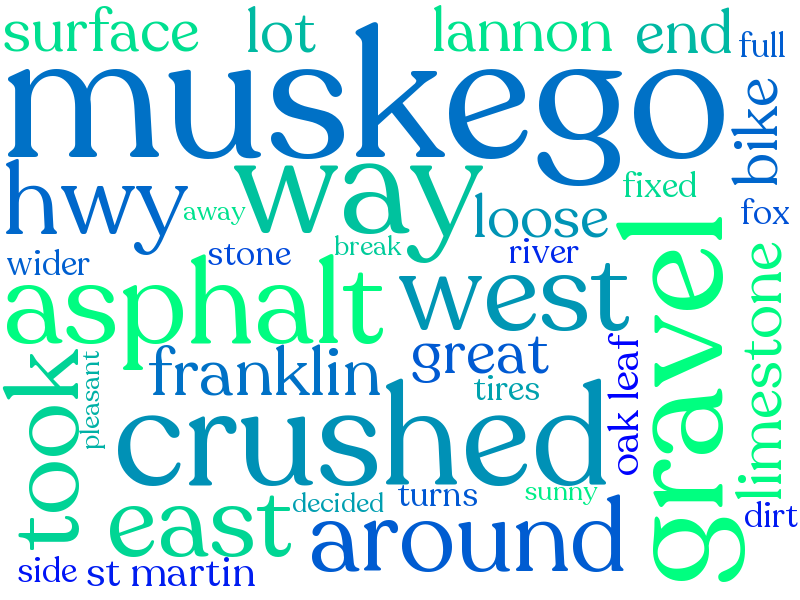 surface
lot
lannon
end
full
muskego
bike
hwy
way
away
fixed
loose
fox
wider
stone
break
river
asphalt
west
gravel
limestone
took
pleasant
franklin
great
tires
oak leaf
crushed
east
decided
turns
sunny
around
dirt
side
st martin